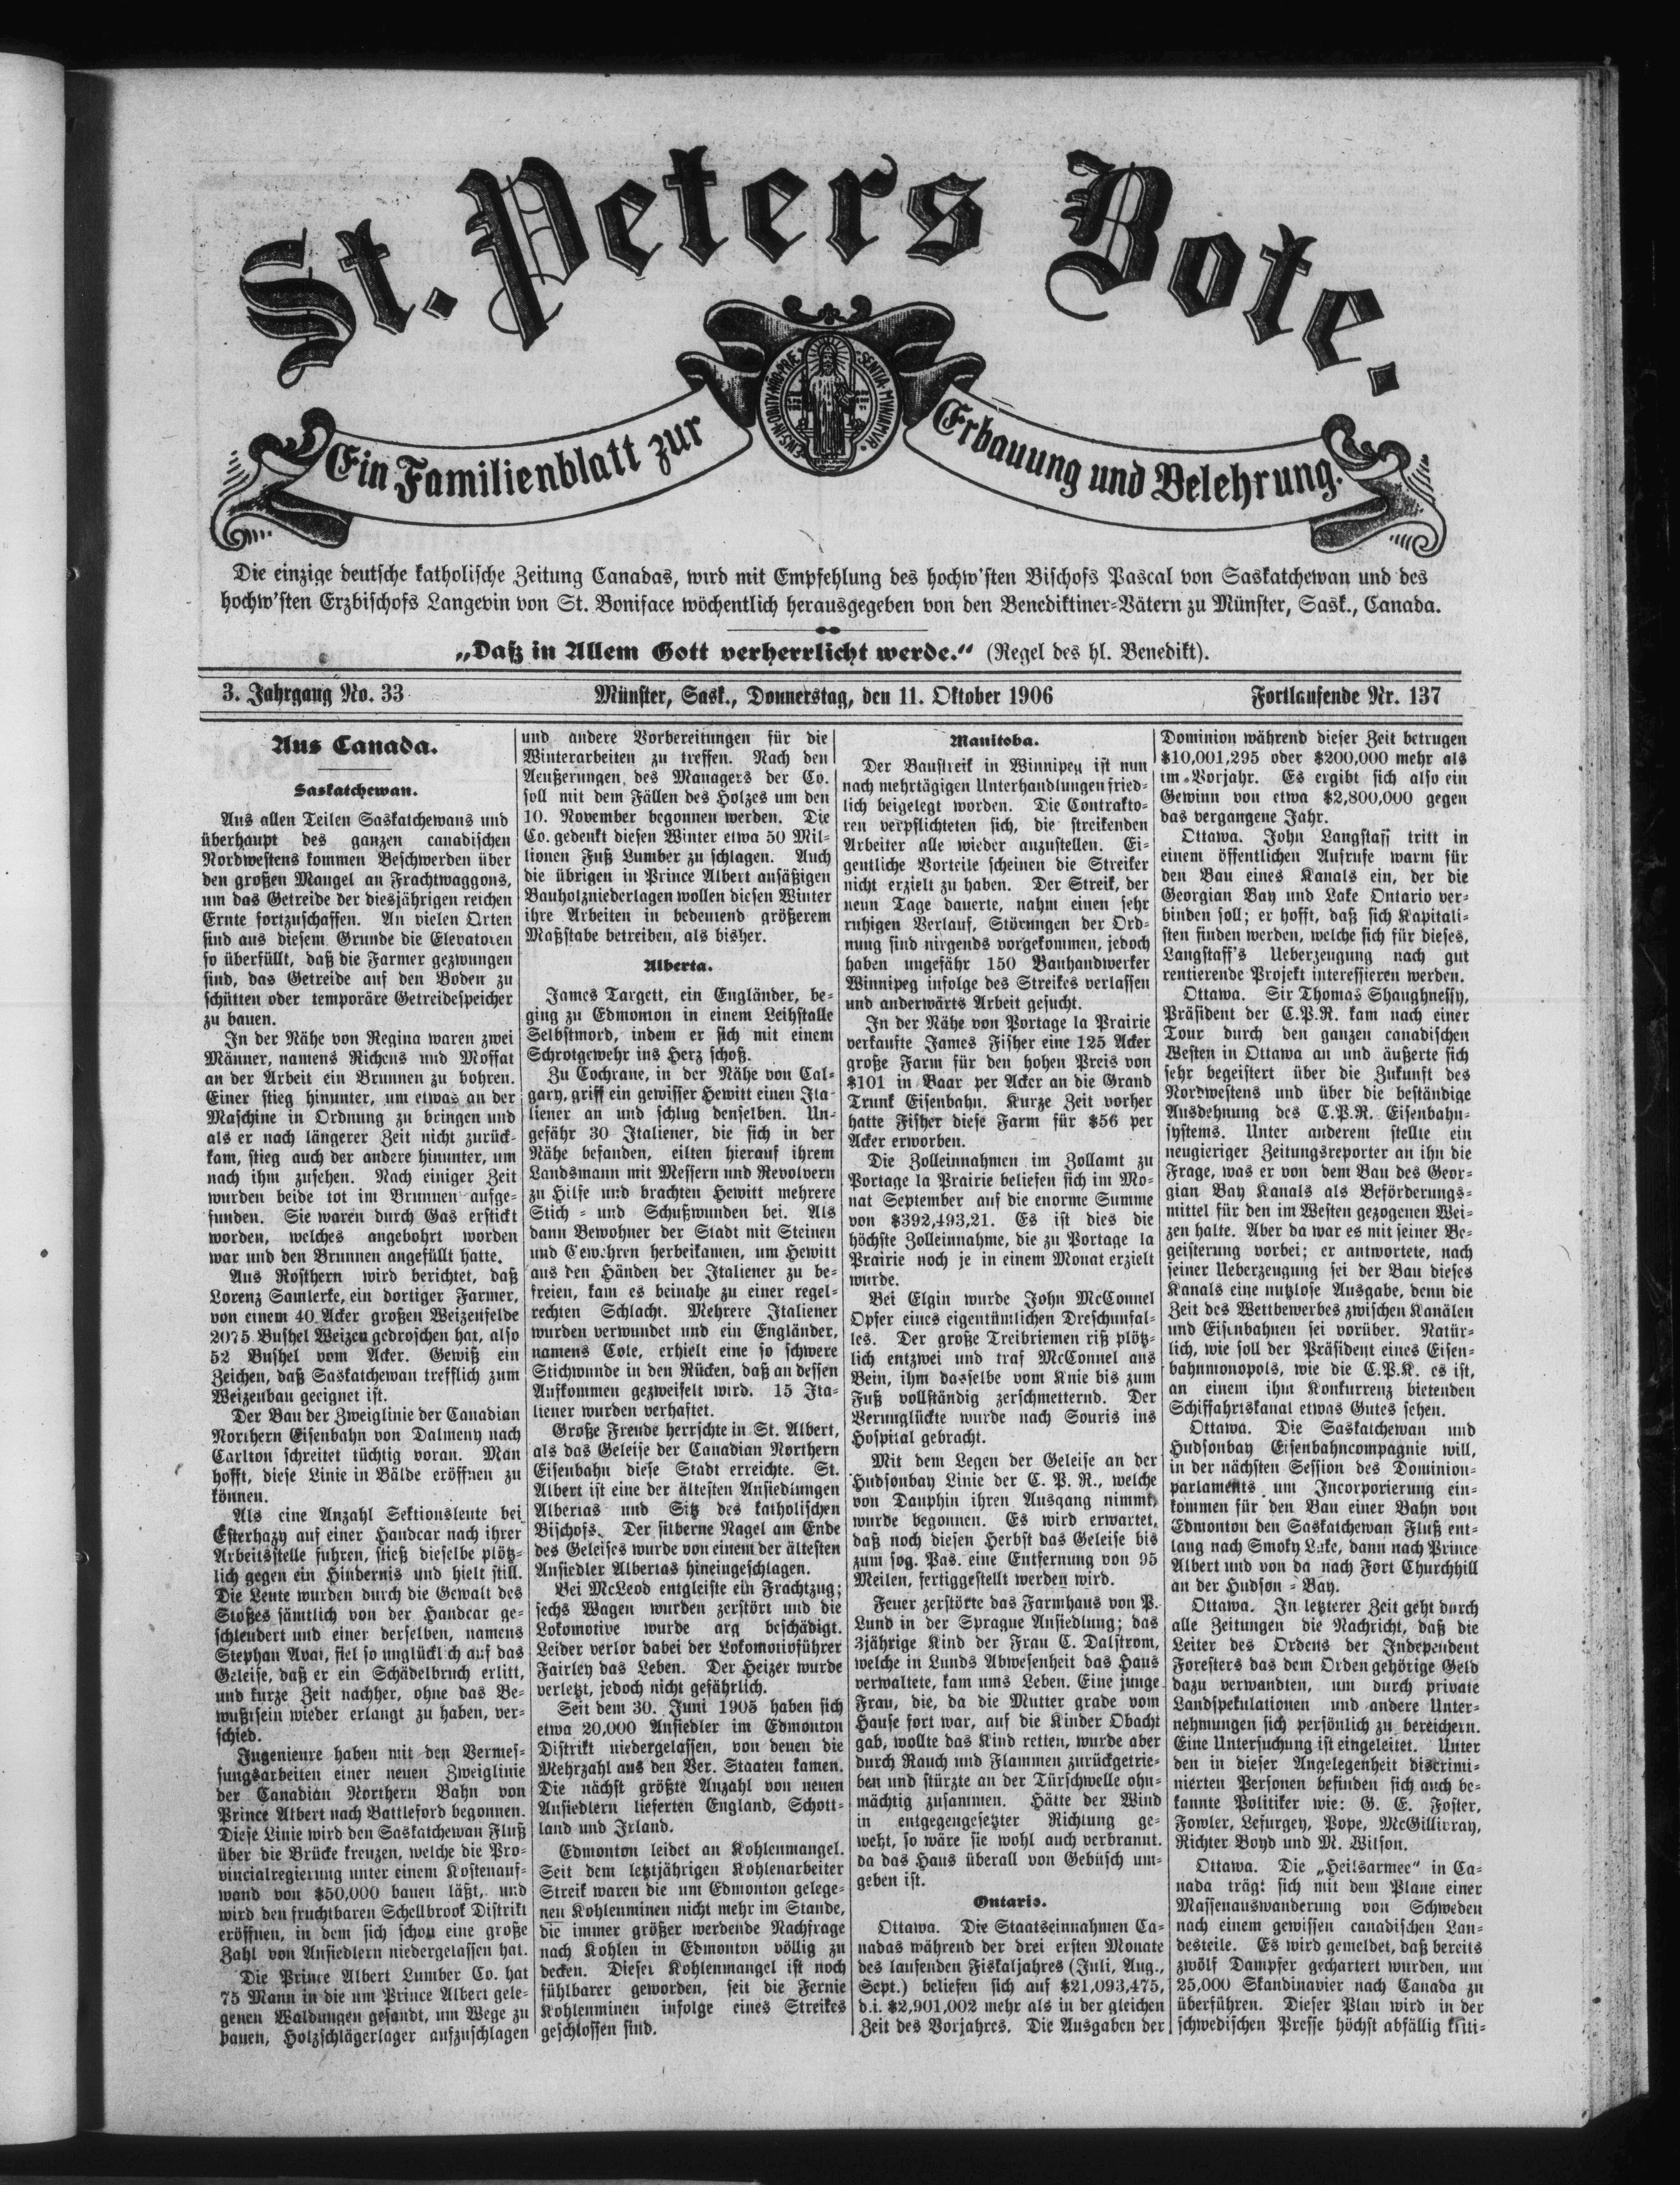 St. Peters Bote.
Ein Familienblatt zur
Erbauung und Belehrung.
Die einzige deutsche katholische Zeitung Canadas, wird mit Empfehlung des hochw'sten Bischofs Pascal von Saskatchewan und des
hochw'sten Erzbischofs Langevin von St. Boniface wöchentlich herausgegeben von den Benediktiner-Vätern zu Münster, Sask., Canada.
„Daß in Allem Gott verherrlicht werde.“ (Regel des hl. Benedikt).
3. Jahrgang No. 33
Münster, Sask., Donnerstag, den 11. Oktober 1906
Fortlaufende Nr. 137
Aus Canada.
Saskatchewan.
Aus allen Teilen Saskatchewans und
überhaupt des ganzen canadischen
Nordwestens kommen Beschwerden über
den großen Mangel an Frachtwaggons,
um das Getreide der diesjährigen reichen
Ernte fortzuschaffen. An vielen Orten
sind aus diesem Grunde die Elevatoren
so überfüllt, daß die Farmer gezwungen
sind, das Getreide auf den Boden zu
schütten oder temporäre Getreidespeicher
zu bauen.
In der Nähe von Regina waren zwei
Männer, namens Richens und Moffat
an der Arbeit ein Brunnen zu bohren.
Einer stieg hinunter, um etwas an der
Maschine in Ordnung zu bringen und
als er nach längerer Zeit nicht zurück-
kam, stieg auch der andere hinunter, um
nach ihm zusehen. Nach einiger Zeit
wurden beide tot im Brunnen aufge-
funden. Sie waren durch Gas erstickt
worden, welches angebohrt worden
war und den Brunnen angefüllt hatte.
Aus Rosthern wird berichtet, daß
Lorenz Samlerke, ein dortiger Farmer,
von einem 40 Acker großen Weizenfelde
2075 Bushel Weizen gedroschen hat, also
52 Bushel vom Acker. Gewiß ein
Zeichen, daß Saskatchewan trefflich zum
Weizenbau geeignet ist.
Der Bau der Zweiglinie der Canadian
Northern Eisenbahn von Dalmeny nach
Carlton schreitet tüchtig voran. Man
hofft, diese Linie in Bälde eröffnen zu
können.
Als eine Anzahl Sektionsleute bei
Esterhazy auf einer Handcar nach ihrer
Arbeitsstelle fuhren, stieß dieselbe plötz-
lich gegen ein Hindernis und hielt still.
Die Leute wurden durch die Gewalt des
Stoßes sämtlich von der Handcar ge-
schleudert und einer derselben, namens
Stephan Avai, fiel so unglücklich auf das
Geleise, daß er ein Schädelbruch erlitt,
und kurze Zeit nachher, ohne das Be-
wußtsein wieder erlangt zu haben, ver-
schied.
Ingenieure haben mit den Vermes-
sungsarbeiten einer neuen Zweiglinie
der Canadian Northern Bahn von
Prince Albert nach Battleford begonnen.
Diese Linie wird den Saskatchewan Fluß
über die Brücke kreuzen, welche die Pro-
vincialregierung unter einem Kostenauf-
wand von $50,000 bauen läßt, und
wird den fruchtbaren Schellbrook Distrikt
eröffnen, in dem sich schon eine große
Zahl von Ansiedlern niedergelassen hat.
Die Prince Albert Lumber Co. hat
75 Mann in die um Prince Albert gele-
genen Waldungen gesandt, um Wege zu
bauen, Holzschlägerlager aufzuschlagen
und andere Vorbereitungen für die
Winterarbeiten zu treffen. Nach den
Aeußerungen des Managers der Co.
soll mit dem Fällen des Holzes um den
10. November begonnen werden. Die
Co. gedenkt diesen Winter etwa 50 Mil-
lionen Fuß Lumber zu schlagen. Auch
die übrigen in Prince Albert ansäßigen
Bauholzniederlagen wollen diesen Winter
ihre Arbeiten in bedeutend größerem
Maßstabe betreiben, als bisher.
Alberta.
James Targett, ein Engländer, be-
ging zu Edmonton in einem Leihstalle
Selbstmord, indem er sich mit einem
Schrotgewehr ins Herz schoß.
Zu Cochrane, in der Nähe von Cal-
gary, griff ein gewisser Hewitt einen Ita-
liener an und schlug denselben. Un-
gefähr 30 Italiener, die sich in der
Nähe befanden, eilten hierauf ihrem
Landsmann mit Messern und Revolvern
zu Hilfe und brachten Hewitt mehrere
Stich - und Schußwunden bei. Als
dann Bewohner der Stadt mit Steinen
und Gewehren herbeikamen, um Hewitt
aus den Händen der Italiener zu be-
freien, kam es beinahe zu einer regel-
rechten Schlacht. Mehrere Italiener
wurden verwundet und ein Engländer,
namens Cole, erhielt eine so schwere
Stichwunde in den Rücken, daß an dessen
Aufkommen gezweifelt wird. 15 Ita-
liener wurden verhaftet.
Große Freude herrschte in St. Albert,
als das Geleise der Canadian Northern
Eisenbahn diese Stadt erreichte. St.
Albert ist eine der ältesten Ansiedlungen
Albertas und Sitz des katholischen
Bischofs. Der silberne Nagel am Ende
des Geleises wurde von einem der ältesten
Ansiedler Albertas hineingeschlagen.
Bei McLeod entgleiste ein Frachtzug;
sechs Wagen wurden zerstört und die
Lokomotive wurde arg beschädigt.
Leider verlor dabei der Lokomotivführer
Fairley das Leben. Der Heizer wurde
verletzt, jedoch nicht gefährlich.
Seit dem 30. Juni 1905 haben sich
etwa 20,000 Ansiedler im Edmonton
Distrikt niedergelassen, von denen die
Mehrzahl aus den Ver. Staaten kamen.
Die nächst größte Anzahl von neuen
Ansiedlern lieferten England, Schott-
land und Irland.
Edmonton leidet an Kohlenmangel.
Seit dem letztjährigen Kohlenarbeiter
Streik waren die um Edmonton gelege-
nen Kohlenminen nicht mehr im Stande,
die immer größer werdende Nachfrage
nach Kohlen in Edmonton völlig zu
decken. Dieser Kohlenmangel ist noch
fühlbarer geworden, seit die Fernie
Kohlenminen infolge eines Streikes
geschlossen sind.
Manitoba.
Der Baustreik in Winnipeg ist nun
nach mehrtägigen Unterhandlungen fried-
lich beigelegt worden. Die Contrakto-
ren verpflichteten sich, die streikenden
Arbeiter alle wieder anzustellen. Ei-
gentliche Vorteile scheinen die Streiker
nicht erzielt zu haben. Der Streik, der
neun Tage dauerte, nahm einen sehr
ruhigen Verlauf, Störungen der Ord-
nung sind nirgends vorgekommen, jedoch
haben ungefähr 150 Bauhandwerker
Winnipeg infolge des Streikes verlassen
und anderwärts Arbeit gesucht.
In der Nähe von Portage la Prairie
verkaufte James Fisher eine 125 Acker
große Farm für den hohen Preis von
$101 in Baar per Acker an die Grand
Trunk Eisenbahn. Kurze Zeit vorher
hatte Fisher diese Farm für $56 per
Acker erworben.
Die Zolleinnahmen im Zollamt zu
Portage la Prairie beliefen sich im Mo-
nat September auf die enorme Summe
von $392,493,21. Es ist dies die
höchste Zolleinnahme, die zu Portage la
Prairie noch je in einem Monat erzielt
wurde.
Bei Elgin wurde John McConnel
Opfer eines eigentümlichen Dreschunfal-
les. Der große Treibriemen riß plötz-
lich entzwei und traf McConnel ans
Bein, ihm dasselbe vom Knie bis zum
Fuß vollständig zerschmetternd. Der
Verunglückte wurde nach Souris ins
Hospital gebracht.
Mit dem Legen der Geleise an der
Hudsonbay Linie der C. P. R., welche
von Dauphin ihren Ausgang nimmt,
wurde begonnen. Es wird erwartet,
daß noch diesen Herbst das Geleise bis
zum sog. Pas. eine Entfernung von 95
Meilen, fertiggestellt werden wird.
Feuer zerstörte das Farmhaus von P.
Lund in der Sprague Ansiedlung; das
3jährige Kind der Frau C. Dalstrom,
welche in Lunds Abwesenheit das Haus
verwaltete, kam ums Leben. Eine junge
Frau, die, da die Mutter grade vom
Hause fort war, auf die Kinder Obacht
gab, wollte das Kind retten, wurde aber
durch Rauch und Flammen zurückgetrie-
ben und stürzte an der Türschwelle ohn-
mächtig zusammen. Hätte der Wind
in entgegengesetzter Richtung ge-
weht, so wäre sie wohl auch verbrannt.
da das Haus überall von Gebüsch um-
geben ist.
Ontario.
Ottawa. Die Staatseinnahmen Ca-
nadas während der drei ersten Monate
des laufenden Fiskaljahres (Juli, Aug.,
Sept.) beliefen sich auf $21,093,475,
d.i. $2,901,002 mehr als in der gleichen
Zeit des Vorjahres. Die Ausgaben der
Dominion während dieser Zeit betrugen
$10,001,295 oder $200,000 mehr als
im Vorjahr. Es ergibt sich also ein
Gewinn von etwa $2,800,000 gegen
das vergangene Jahr.
Ottawa. John Langstaff tritt in
einem öffentlichen Aufrufe warm für
den Bau eines Kanals ein, der die
Georgian Bay und Lake Ontario ver-
binden soll; er hofft, daß sich Kapitali-
sten finden werden, welche sich für dieses,
Langstaff's Ueberzeugung nach gut
rentierende Projekt interessieren werden.
Ottawa. Sir Thomas Shaughnessy,
Präsident der C.P.R. kam nach einer
Tour durch den ganzen canadischen
Westen in Ottawa an und äußerte sich
sehr begeistert über die Zukunft des
Nordwestens und über die beständige
Ausdehnung des C.P.R. Eisenbahn-
systems. Unter anderem stellte ein
neugieriger Zeitungsreporter an ihn die
Frage, was er von dem Bau des Geor-
gian Bay Kanals als Beförderungs-
mittel für den im Westen gezogenen Wei-
zen halte. Aber da war es mit seiner Be-
geisterung vorbei; er antwortete, nach
seiner Ueberzeugung sei der Bau dieses
Kanals eine nutzlose Ausgabe, denn die
Zeit des Wettbewerbes zwischen Kanälen
und Eisenbahnen sei vorüber. Natür-
lich, wie soll der Präsident eines Eisen-
bahnmonopols, wie die C.P.R. es ist,
an einem ihm Konkurrenz bietenden
Schiffahrtskanal etwas Gutes sehen.
Ottawa. Die Saskatchewan und
Hudsonbay Eisenbahncompagnie will,
in der nächsten Session des Dominion-
parlaments um Incorporierung ein-
kommen für den Bau einer Bahn von
Edmonton den Saskatchewan Fluß ent-
lang nach Smoky Lake, dann nach Prince
Albert und von da nach Fort Churchhill
an der Hudson - Bay.
Ottawa. In letzterer Zeit geht durch
alle Zeitungen die Nachricht, daß die
Leiter des Ordens der Independent
Foresters das dem Orden gehörige Geld
dazu verwandten, um durch private
Landspekulationen und andere Unter-
nehmungen sich persönlich zu bereichern.
Eine Untersuchung ist eingeleitet. Unter
den in dieser Angelegenheit discrimi-
nierten Personen befinden sich auch be-
kannte Politiker wie: G. E. Foster,
Fowler, Lefurgey, Pope, McGillivray,
Richter Boyd und M. Wilson.
Ottawa. Die „Heilsarmee“ in Ca-
nada trägt sich mit dem Plane einer
Massenauswanderung von Schweden
nach einem gewissen canadischen Lan-
desteile. Es wird gemeldet, daß bereits
zwölf Dampfer gechartert wurden, um
25,000 Skandinavier nach Canada zu
überführen. Dieser Plan wird in der
schwedischen Presse höchst abfällig kriti-